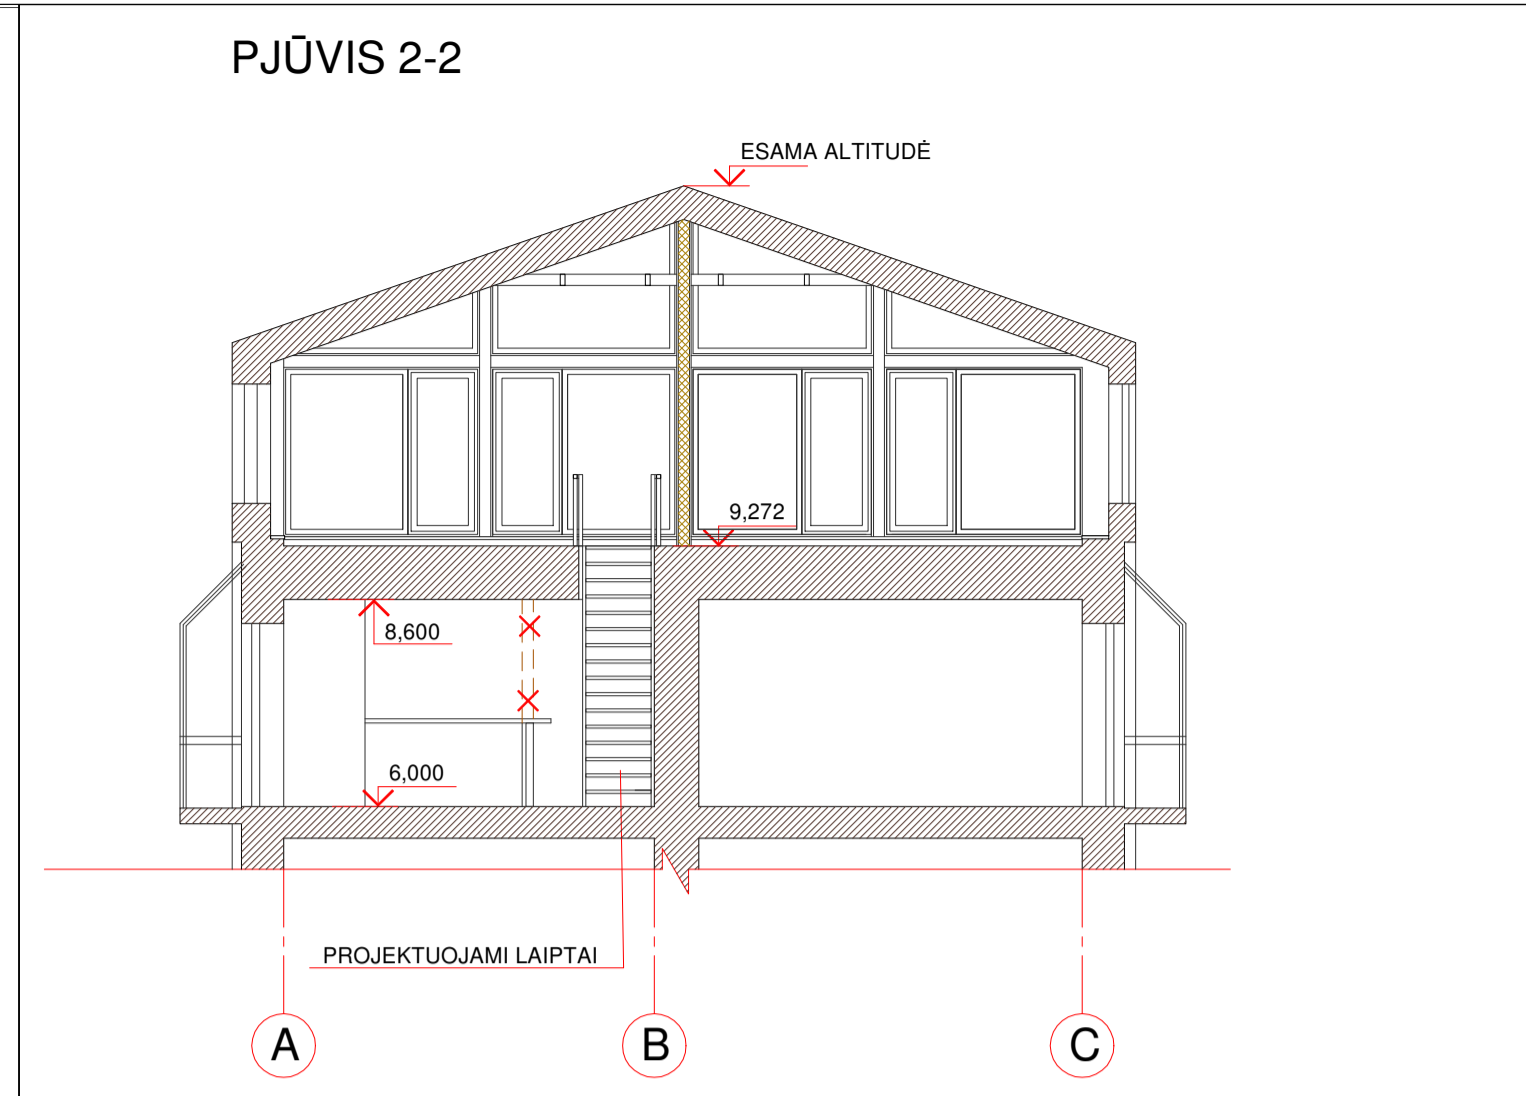 PJŪVIS 2-2
ESAMA ALTITUDĖ
9,272
8,600
6,000
PROJEKTUOJAMI LAIPTAI
A B C